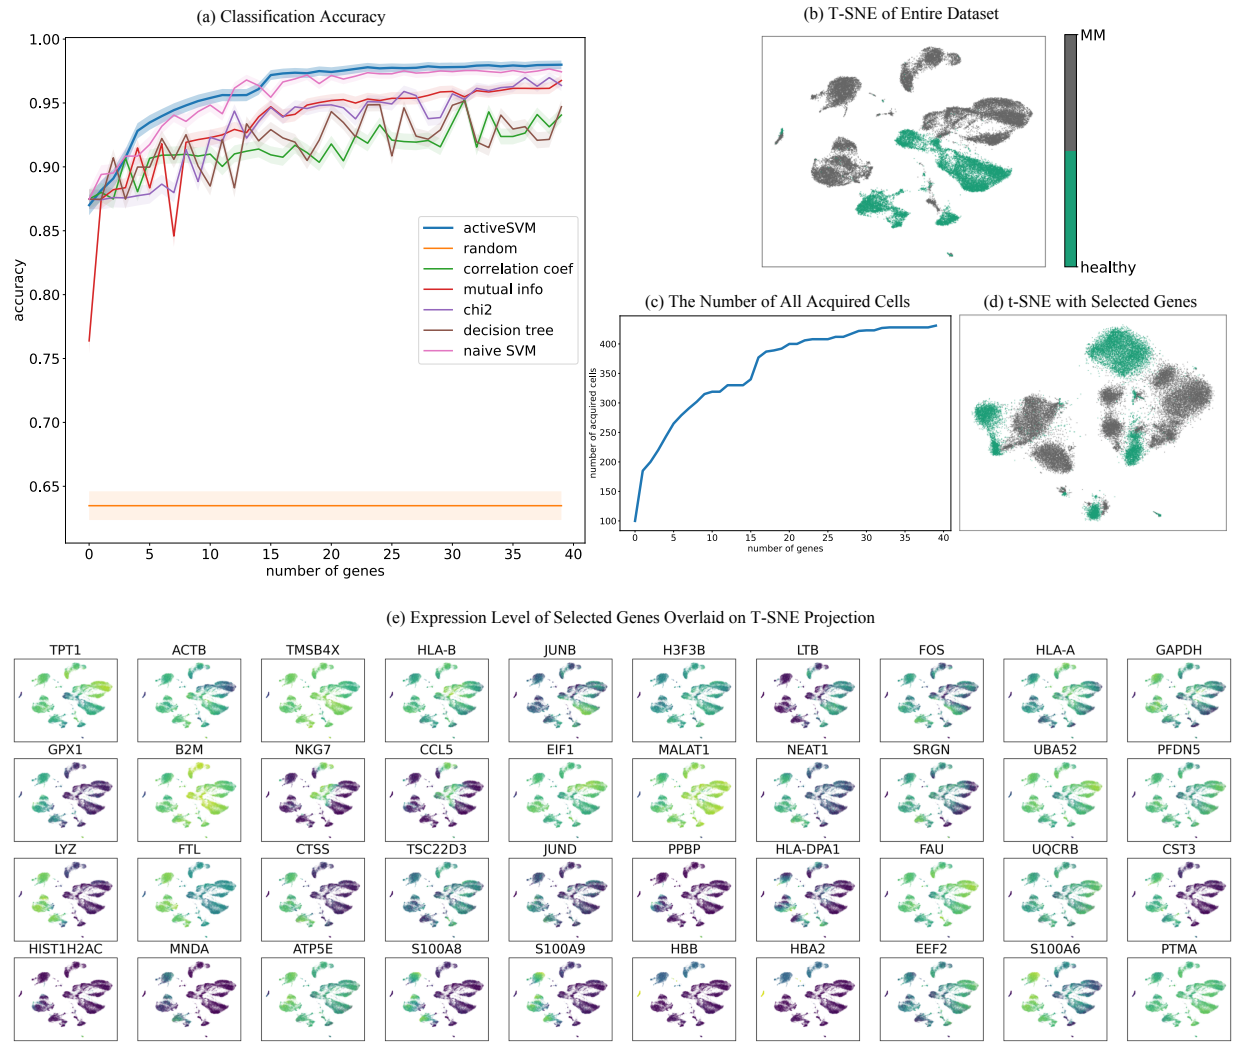 (a) Classification Accuracy
1.00
0.95
0.90
0.85
0.80
0.75
0.70
0.65
accuracy
0 5 10 15 20 25 30 35 40
number of genes
activeSVM
random
correlation coef
mutual info
chi2
decision tree
naive SVM
(b) T-SNE of Entire Dataset
MM
healthy
(c) The Number of All Acquired Cells
400
350
300
250
200
150
100
number of acquired cells
0 5 10 15 20 25 30 35 40
number of genes
(d) t-SNE with Selected Genes
(e) Expression Level of Selected Genes Overlaid on T-SNE Projection
TPT1 ACTB TMSB4X HLA-B JUNB H3F3B LTB FOS HLA-A GAPDH
GPX1 B2M NKG7 CCL5 EIF1 MALAT1 NEAT1 SRGN UBA52 PFDN5
LYZ FTL CTSS TSC22D3 JUND PPBP HLA-DPA1 FAU UQCRB CST3
HIST1H2AC MNDA ATP5E S100A8 S100A9 HBB HBA2 EEF2 S100A6 PTMA